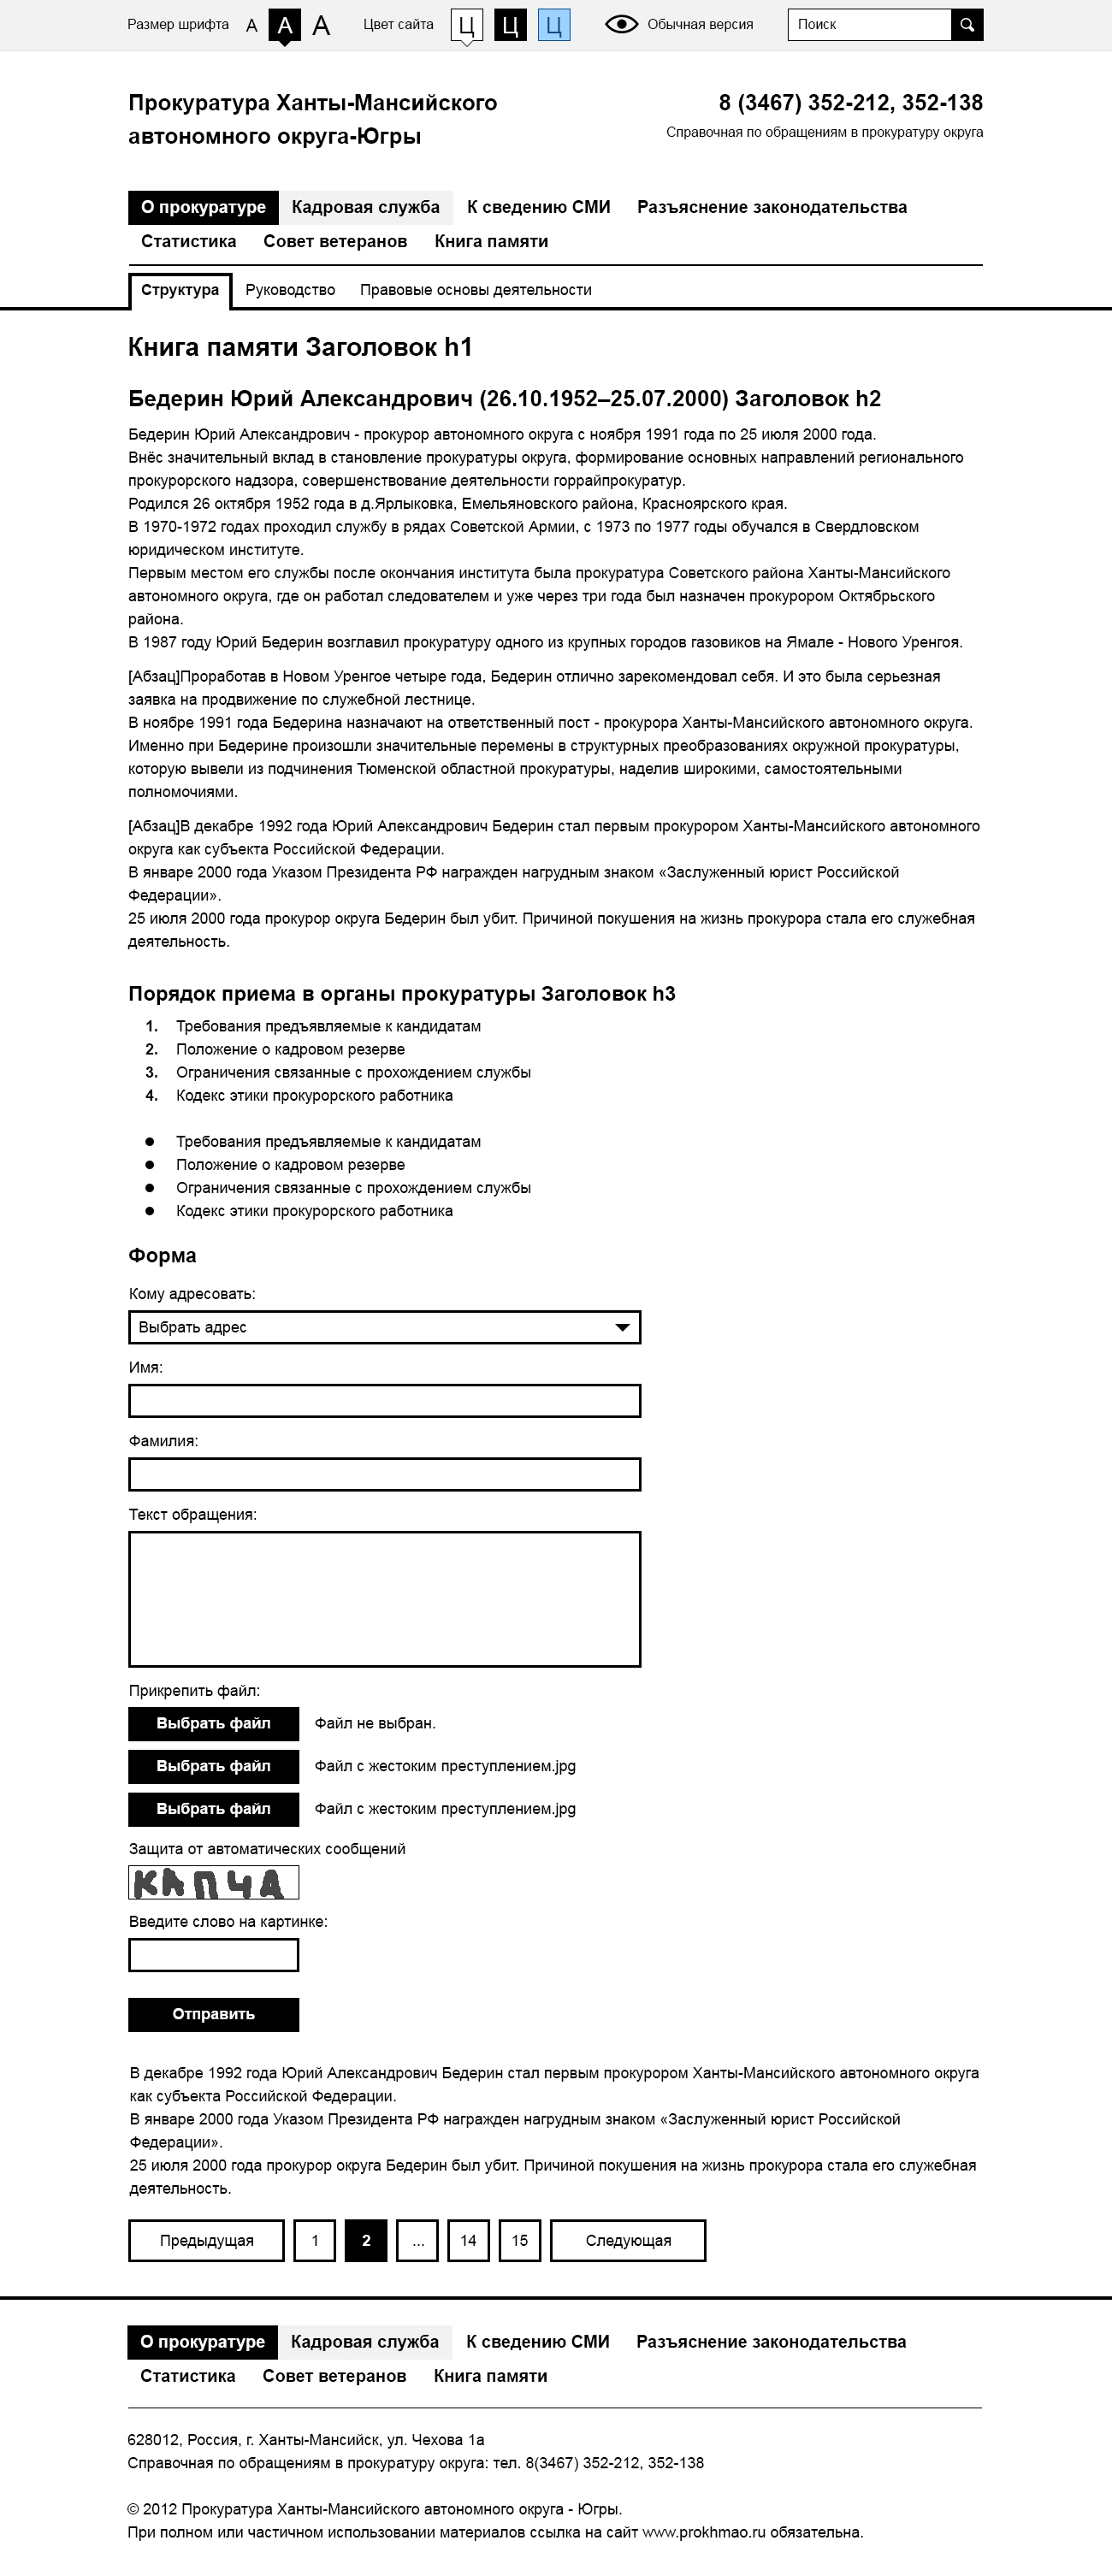 Размер шрифта А А А Цвет сайта Ц Ц Ц Обычная версия Поиск
Прокуратура Ханты-Мансийского
автономного округа-Югры
8 (3467) 352-212, 352-138
Справочная по обращениям в прокуратуру округа
О прокуратуре Кадровая служба К сведению СМИ Разъяснение законодательства
Статистика Совет ветеранов Книга памяти
Структура Руководство Правовые основы деятельности
Книга памяти Заголовок h1
Бедерин Юрий Александрович (26.10.1952–25.07.2000) Заголовок h2
Бедерин Юрий Александрович - прокурор автономного округа с ноября 1991 года по 25 июля 2000 года.
Внёс значительный вклад в становление прокуратуры округа, формирование основных направлений регионального
прокурорского надзора, совершенствование деятельности горрайпрокуратур.
Родился 26 октября 1952 года в д.Ярлыковка, Емельяновского района, Красноярского края.
В 1970-1972 годах проходил службу в рядах Советской Армии, с 1973 по 1977 годы обучался в Свердловском
юридическом институте.
Первым местом его службы после окончания института была прокуратура Советского района Ханты-Мансийского
автономного округа, где он работал следователем и уже через три года был назначен прокурором Октябрьского
района.
В 1987 году Юрий Бедерин возглавил прокуратуру одного из крупных городов газовиков на Ямале - Нового Уренгоя.
[Абзац]Проработав в Новом Уренгое четыре года, Бедерин отлично зарекомендовал себя. И это была серьезная
заявка на продвижение по служебной лестнице.
В ноябре 1991 года Бедерина назначают на ответственный пост - прокурора Ханты-Мансийского автономного округа.
Именно при Бедерине произошли значительные перемены в структурных преобразованиях окружной прокуратуры,
которую вывели из подчинения Тюменской областной прокуратуры, наделив широкими, самостоятельными
полномочиями.
[Абзац]В декабре 1992 года Юрий Александрович Бедерин стал первым прокурором Ханты-Мансийского автономного
округа как субъекта Российской Федерации.
В январе 2000 года Указом Президента РФ награжден нагрудным знаком «Заслуженный юрист Российской
Федерации».
25 июля 2000 года прокурор округа Бедерин был убит. Причиной покушения на жизнь прокурора стала его служебная
деятельность.
Порядок приема в органы прокуратуры Заголовок h3
1. Требования предъявляемые к кандидатам
2. Положение о кадровом резерве
3. Ограничения связанные с прохождением службы
4. Кодекс этики прокурорского работника
● Требования предъявляемые к кандидатам
● Положение о кадровом резерве
● Ограничения связанные с прохождением службы
● Кодекс этики прокурорского работника
Форма
Кому адресовать:
Выбрать адрес
Имя:
Фамилия:
Текст обращения:
Прикрепить файл:
Выбрать файл Файл не выбран.
Выбрать файл Файл с жестоким преступлением.jpg
Выбрать файл Файл с жестоким преступлением.jpg
Защита от автоматических сообщений
КАПЧА
Введите слово на картинке:
Отправить
В декабре 1992 года Юрий Александрович Бедерин стал первым прокурором Ханты-Мансийского автономного округа
как субъекта Российской Федерации.
В январе 2000 года Указом Президента РФ награжден нагрудным знаком «Заслуженный юрист Российской
Федерации».
25 июля 2000 года прокурор округа Бедерин был убит. Причиной покушения на жизнь прокурора стала его служебная
деятельность.
Предыдущая 1 2 ... 14 15 Следующая
О прокуратуре Кадровая служба К сведению СМИ Разъяснение законодательства
Статистика Совет ветеранов Книга памяти
628012, Россия, г. Ханты-Мансийск, ул. Чехова 1а
Справочная по обращениям в прокуратуру округа: тел. 8(3467) 352-212, 352-138
© 2012 Прокуратура Ханты-Мансийского автономного округа - Югры.
При полном или частичном использовании материалов ссылка на сайт www.prokhmao.ru обязательна.